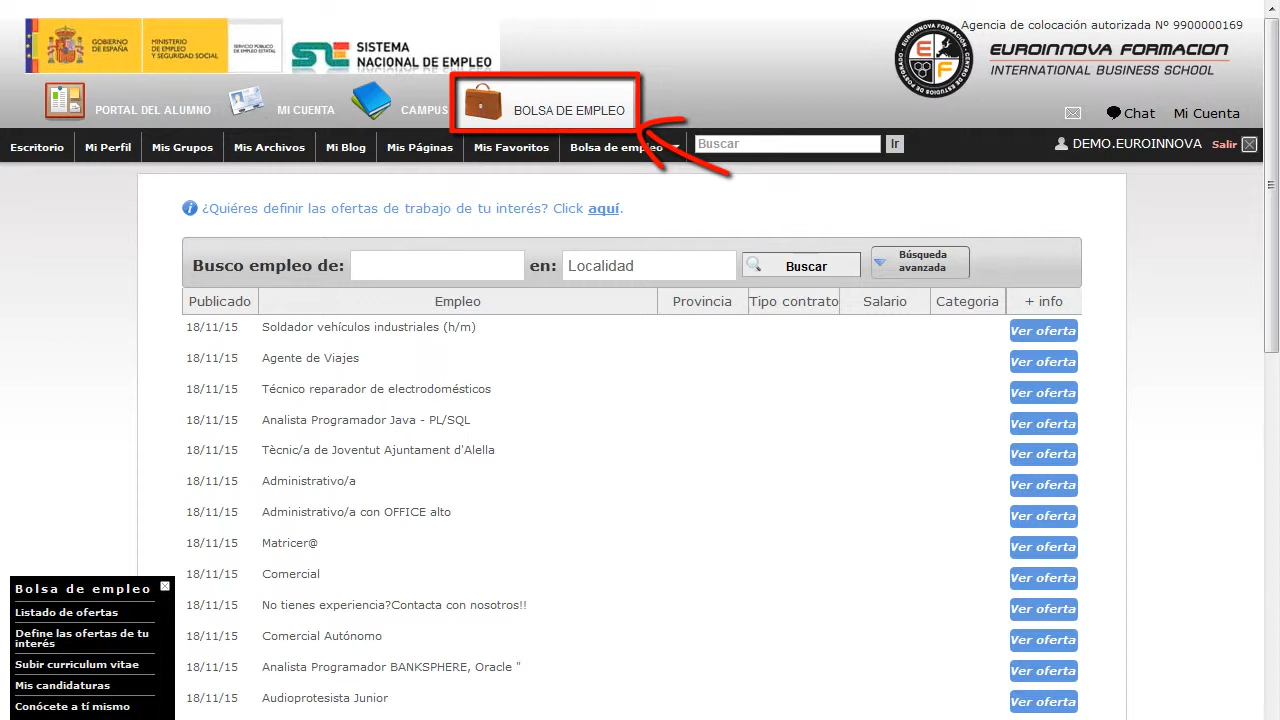 GOBIERNO DE ESPAÑA
MINISTERIO DE EMPLEO Y SEGURIDAD SOCIAL
SERVICIO PÚBLICO DE EMPLEO ESTATAL
SISTEMA NACIONAL DE EMPLEO
Agencia de colocación autorizada Nº 9900000169
EUROINNOVA FORMACION
INTERNATIONAL BUSINESS SCHOOL
PORTAL DEL ALUMNO
MI CUENTA
CAMPUS
BOLSA DE EMPLEO
Chat
Mi Cuenta
Escritorio
Mi Perfil
Mis Grupos
Mis Archivos
Mi Blog
Mis Páginas
Mis Favoritos
Bolsa de empleo
Buscar
Ir
DEMO.EUROINNOVA
Salir
¿Quiéres definir las ofertas de trabajo de tu interés? Click aquí.
Busco empleo de:
en:
Localidad
Buscar
Búsqueda avanzada
Publicado Empleo Provincia Tipo contrato Salario Categoria + info
18/11/15 Soldador vehículos industriales (h/m) Ver oferta
18/11/15 Agente de Viajes Ver oferta
18/11/15 Técnico reparador de electrodomésticos Ver oferta
18/11/15 Analista Programador Java - PL/SQL Ver oferta
18/11/15 Tècnic/a de Joventut Ajuntament d'Alella Ver oferta
18/11/15 Administrativo/a Ver oferta
18/11/15 Administrativo/a con OFFICE alto Ver oferta
18/11/15 Matricer@ Ver oferta
18/11/15 Comercial Ver oferta
18/11/15 No tienes experiencia?Contacta con nosotros!! Ver oferta
18/11/15 Comercial Autónomo Ver oferta
18/11/15 Analista Programador BANKSPHERE, Oracle " Ver oferta
18/11/15 Audioprotesista Junior Ver oferta
Bolsa de empleo
Listado de ofertas
Define las ofertas de tu
interés
Subir curriculum vitae
Mis candidaturas
Conócete a tí mismo